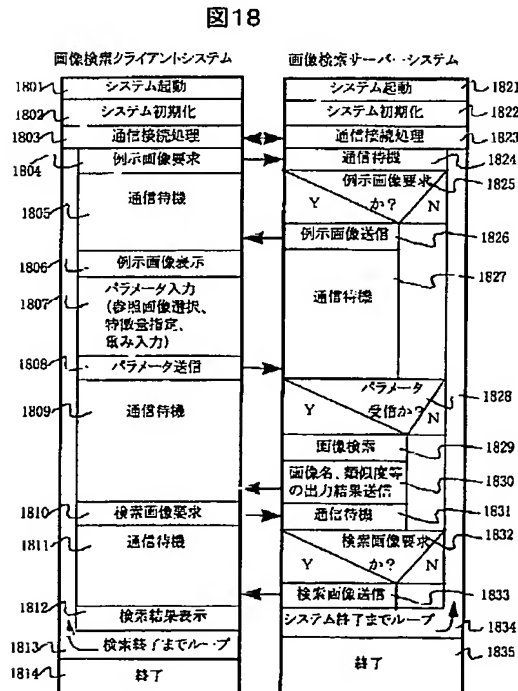 図18
画像検索クライアントシステム
1801 システム起動
1802 システム初期化
1803 通信接続処理
1804 例示画像要求
1805 通信待機
1806 例示画像表示
1807 パラメータ入力
(参照画像選択、
特徴量指定、
重み入力)
1808 パラメータ送信
1809 通信待機
1810 検索画像要求
1811 通信待機
1812 検索結果表示
1813 検索終了までループ
1814 終了
画像検索サーバ・システム
システム起動 1821
システム初期化 1822
通信接続処理 1823
通信待機 1824
例示画像要求 1825
Y か? N
例示画像送信 1826
通信待機 1827
パラメータ 1828
Y 受信か? N
画像検索 1829
画像名、類似度等 1830
の出力結果送信
通信待機 1831
検索画像要求 1832
Y か? N
検索画像送信 1833
システム終了までループ 1834
終了 1835